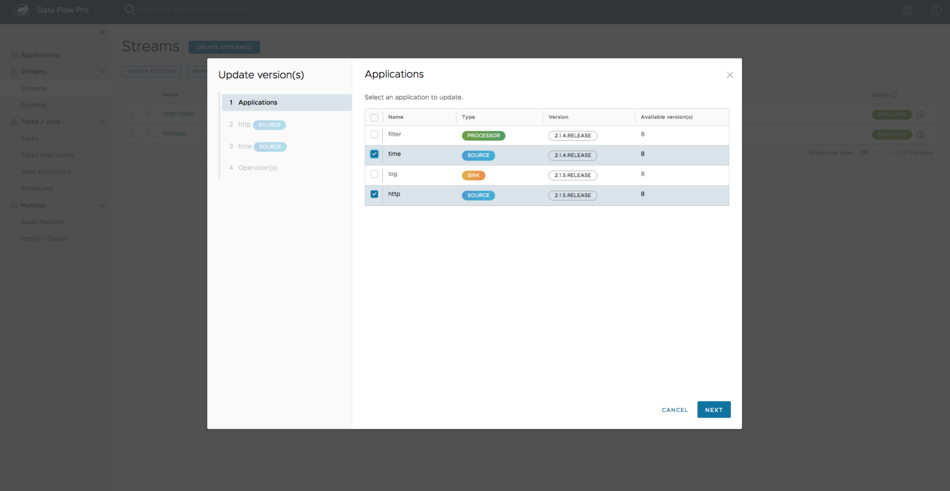 Data Flow Pro
Applications
Streams
Streams
Runtime
Tasks / Jobs
Tasks
Tasks executions
Jobs executions
Schedules
Manage
Audit Records
Import / Export
Streams
CREATE STREAM(S)
GROUP ACTIONS
Name
Status
Update version(s)
1 Applications
2 http SOURCE
3 time SOURCE
4 Operation(s)
Applications
Select an application to update.
Name Type Version Available version(s)
filter PROCESSOR 2.1.4.RELEASE 8
time SOURCE 2.1.4.RELEASE 8
log SINK 2.1.5.RELEASE 8
http SOURCE 2.1.5.RELEASE 8
CANCEL NEXT